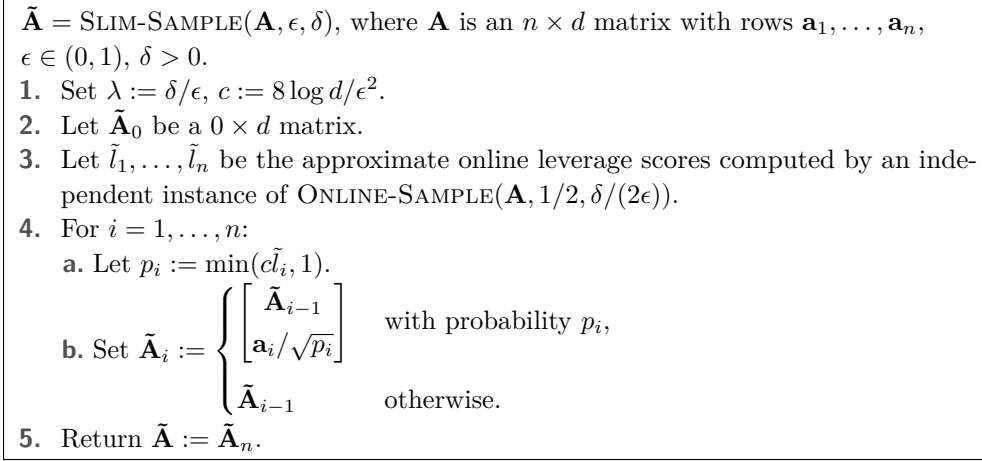 Ã = SLIM-SAMPLE(A, ϵ, δ), where A is an n × d matrix with rows a₁, . . . , aₙ,
ϵ ∈ (0, 1), δ > 0.
1. Set λ := δ/ϵ, c := 8 log d/ϵ².
2. Let Ã₀ be a 0 × d matrix.
3. Let l̃₁, . . . , l̃ₙ be the approximate online leverage scores computed by an inde-
pendent instance of ONLINE-SAMPLE(A, 1/2, δ/(2ϵ)).
4. For i = 1, . . . , n:
a. Let pᵢ := min(cl̃ᵢ, 1).
b. Set Ãᵢ := { [ Ãᵢ₋₁ ; aᵢ/√pᵢ ] with probability pᵢ,
Ãᵢ₋₁ otherwise.
5. Return Ã := Ãₙ.